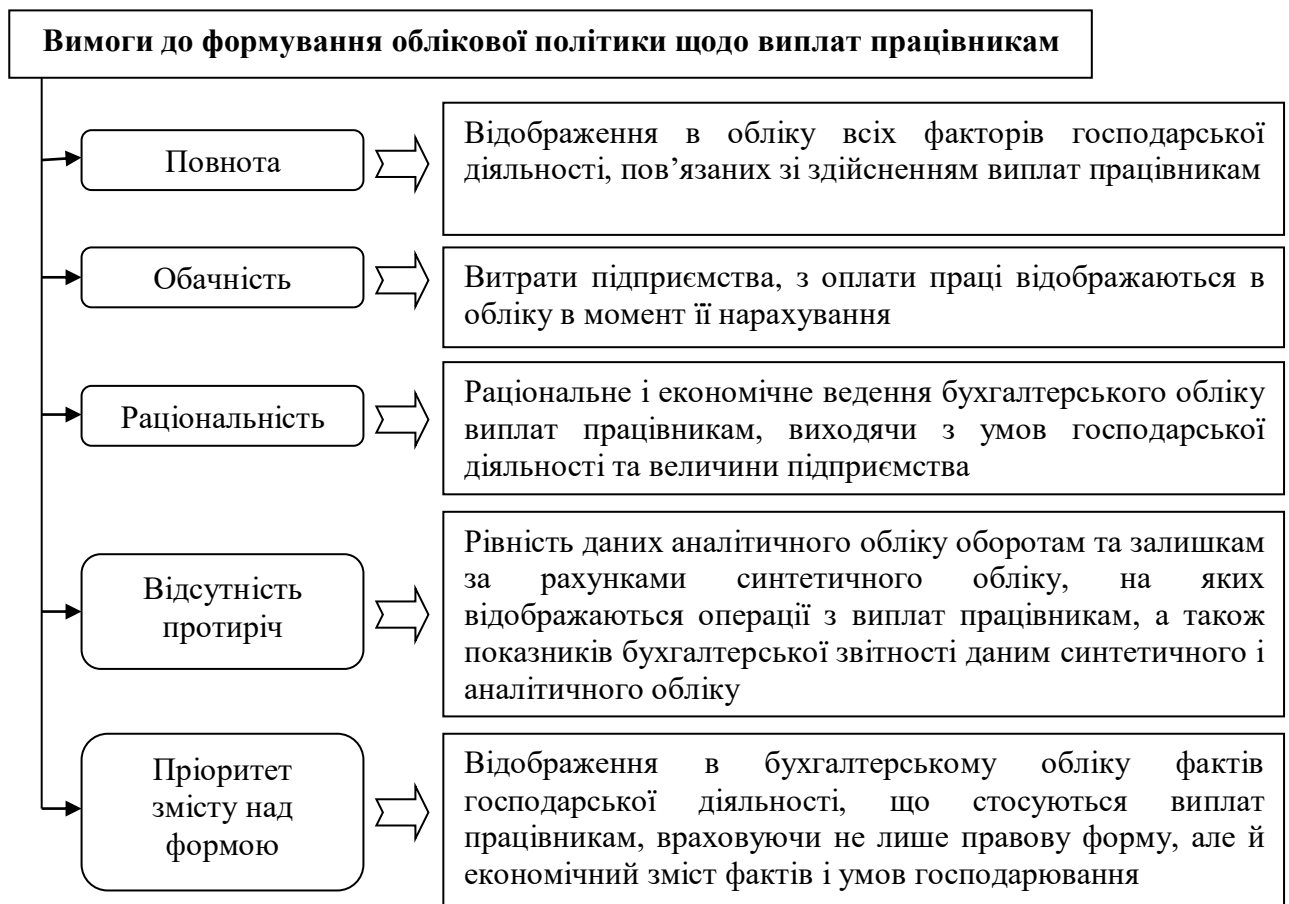 Вимоги до формування облікової політики щодо виплат працівникам
Повнота
Відображення в обліку всіх факторів господарської
діяльності, пов’язаних зі здійсненням виплат працівникам
Обачність
Витрати підприємства, з оплати праці відображаються в
обліку в момент її нарахування
Раціональність
Раціональне і економічне ведення бухгалтерського обліку
виплат працівникам, виходячи з умов господарської
діяльності та величини підприємства
Відсутність
протиріч
Рівність даних аналітичного обліку оборотам та залишкам
за рахунками синтетичного обліку, на яких
відображаються операції з виплат працівникам, а також
показників бухгалтерської звітності даним синтетичного і
аналітичного обліку
Пріоритет
змісту над
формою
Відображення в бухгалтерському обліку фактів
господарської діяльності, що стосуються виплат
працівникам, враховуючи не лише правову форму, але й
економічний зміст фактів і умов господарювання